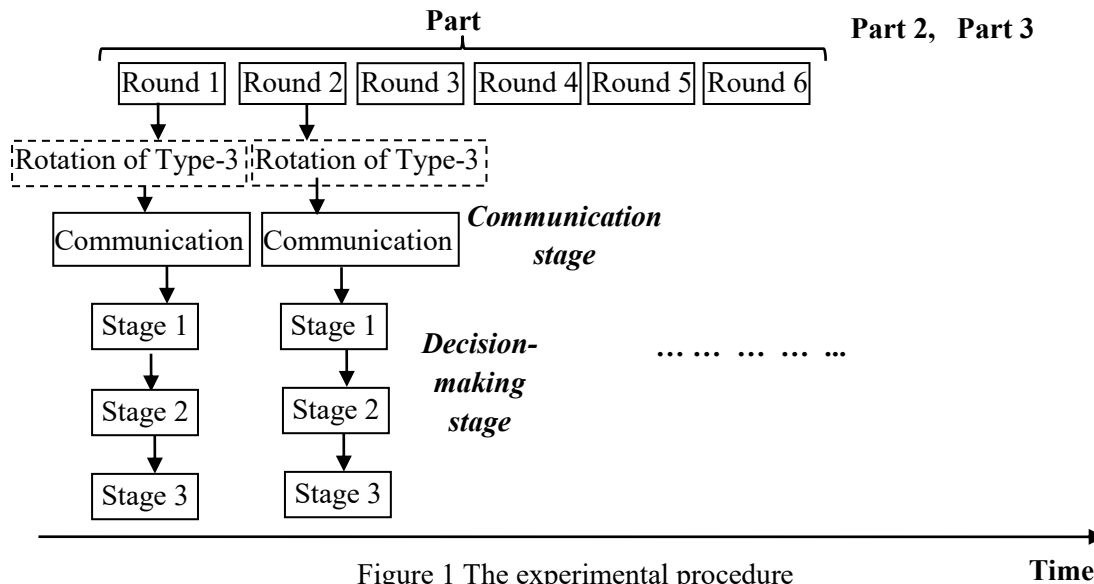 Part
Part 2, Part 3
Round 1 Round 2 Round 3 Round 4 Round 5 Round 6
Rotation of Type-3 Rotation of Type-3
Communication Communication
Communication
stage
Stage 1 Stage 1
Decision-
making
stage
... ... ... ... ...
Stage 2 Stage 2
Stage 3 Stage 3
Figure 1 The experimental procedure
Time